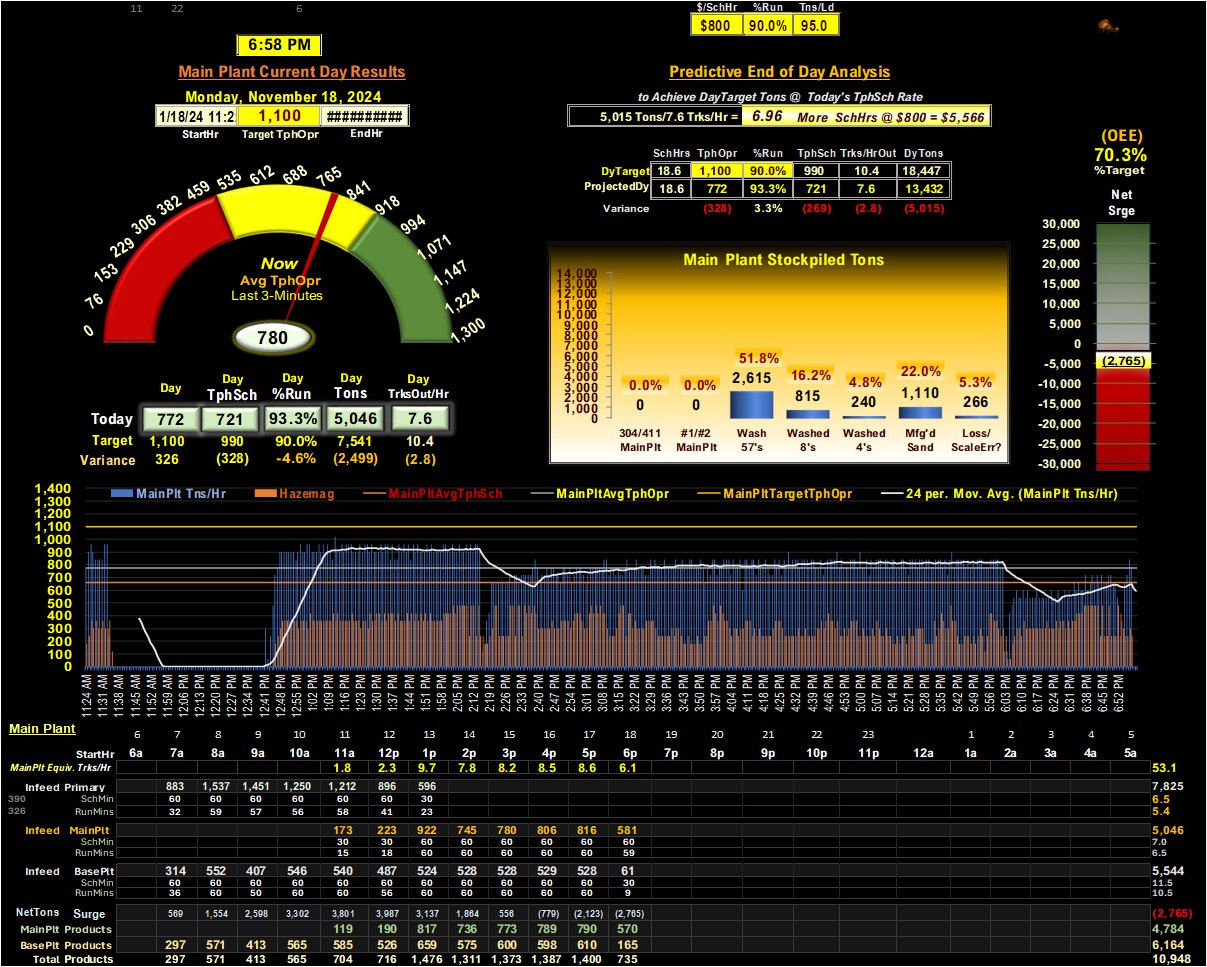 11 22 6
$/SchHr %Run Tns/Ld
$800 90.0% 95.0
6:58 PM
Main Plant Current Day Results
Monday, November 18, 2024
1/18/24 11:2 1,100 ##########
StartHr Target TphOpr EndHr
0 76 153 229 306 382 459 535 612 688 765 841 918 994 1,071 1,147 1,224 1,300
Now
Avg TphOpr
Last 3-Minutes
780
Day Day TphSch Day %Run Day Tons Day TrksOut/Hr
Today 772 721 93.3% 5,046 7.6
Target 1,100 990 90.0% 7,541 10.4
Variance 326 (328) -4.6% (2,499) (2.8)
Predictive End of Day Analysis
to Achieve DayTarget Tons @ Today's TphSch Rate
5,015 Tons/7.6 Trks/Hr = 6.96 More SchHrs @ $800 = $5,566
SchHrs TphOpr %Run TphSch Trks/HrOut DyTons
DyTarget 18.6 1,100 90.0% 990 10.4 18,447
ProjectedDy 18.6 772 93.3% 721 7.6 13,432
Variance (328) 3.3% (269) (2.8) (5,015)
Main Plant Stockpiled Tons
14,000
13,000
12,000
11,000
10,000
9,000
8,000
7,000
6,000
5,000
4,000
3,000
2,000
1,000
0
0.0% 0.0% 51.8% 16.2% 4.8% 22.0% 5.3%
0 0 2,615 815 240 1,110 266
304/411 #1/#2 Wash Washed Washed Mfg'd Loss/
MainPlt MainPlt 57's 8's 4's Sand ScaleErr?
(OEE)
70.3%
%Target
Net
Srge
30,000
25,000
20,000
15,000
10,000
5,000
0
-5,000
-10,000
-15,000
-20,000
-25,000
-30,000
(2,765)
MainPlt Tns/Hr Hazemag MainPltAvgTphSch MainPltAvgTphOpr MainPltTargetTphOpr 24 per. Mov. Avg. (MainPlt Tns/Hr)
1,400
1,300
1,200
1,100
1,000
900
800
700
600
500
400
300
200
100
0
11:24 AM 11:31 AM 11:38 AM 11:45 AM 11:52 AM 11:59 AM 12:06 PM 12:13 PM 12:20 PM 12:27 PM 12:34 PM 12:41 PM 12:48 PM 12:55 PM 1:02 PM 1:09 PM 1:16 PM 1:23 PM 1:30 PM 1:37 PM 1:44 PM 1:51 PM 1:58 PM 2:05 PM 2:12 PM 2:19 PM 2:26 PM 2:33 PM 2:40 PM 2:47 PM 2:54 PM 3:01 PM 3:08 PM 3:15 PM 3:22 PM 3:29 PM 3:36 PM 3:43 PM 3:50 PM 3:57 PM 4:04 PM 4:11 PM 4:18 PM 4:25 PM 4:32 PM 4:39 PM 4:46 PM 4:53 PM 5:00 PM 5:07 PM 5:14 PM 5:21 PM 5:28 PM 5:35 PM 5:42 PM 5:49 PM 5:56 PM 6:03 PM 6:10 PM 6:17 PM 6:24 PM 6:31 PM 6:38 PM 6:45 PM 6:52 PM
Main Plant 6 7 8 9 10 11 12 13 14 15 16 17 18 19 20 21 22 23 1 2 3 4 5
StartHr 6a 7a 8a 9a 10a 11a 12p 1p 2p 3p 4p 5p 6p 7p 8p 9p 10p 11p 12a 1a 2a 3a 4a 5a
MainPlt Equiv. Trks/Hr 1.8 2.3 9.7 7.8 8.2 8.5 8.6 6.1 53.1
Infeed Primary 883 1,537 1,451 1,250 1,212 896 596 7,825
390 SchMin 60 60 60 60 60 60 30 6.5
326 RunMins 32 59 57 56 58 41 23 5.4
Infeed MainPlt 173 223 922 745 780 806 816 581 5,046
SchMin 30 30 60 60 60 60 60 60 7.0
RunMins 15 18 60 60 60 60 60 59 6.5
Infeed BasePlt 314 552 407 546 540 487 524 528 528 529 528 61 5,544
SchMin 60 60 60 60 60 60 60 60 60 60 60 30 11.5
RunMins 36 60 50 60 60 56 60 60 60 60 60 9 10.5
NetTons Surge 569 1,554 2,598 3,302 3,801 3,987 3,137 1,864 556 (779) (2,123) (2,765) (2,765)
MainPlt Products 119 190 817 736 773 789 790 570 4,784
BasePlt Products 297 571 413 565 585 526 659 575 600 598 610 165 6,164
Total Products 297 571 413 565 704 716 1,476 1,311 1,373 1,387 1,400 735 10,948